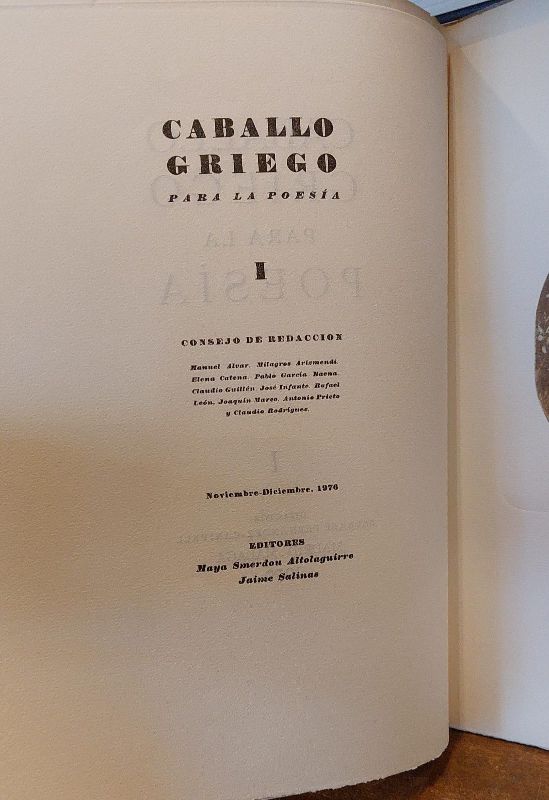 CABALLO
GRIEGO
PARA LA POESÍA
I
CONSEJO DE REDACCION
Manuel Alvar, Milagros Arizmendi,
Elena Catena, Pablo García Baena,
Claudio Guillén, José Infante, Rafael
León, Joaquín Marco, Antonio Prieto
y Claudio Rodríguez.
Noviembre-Diciembre, 1976
EDITORES
Maya Smerdou Altolaguirre
Jaime Salinas